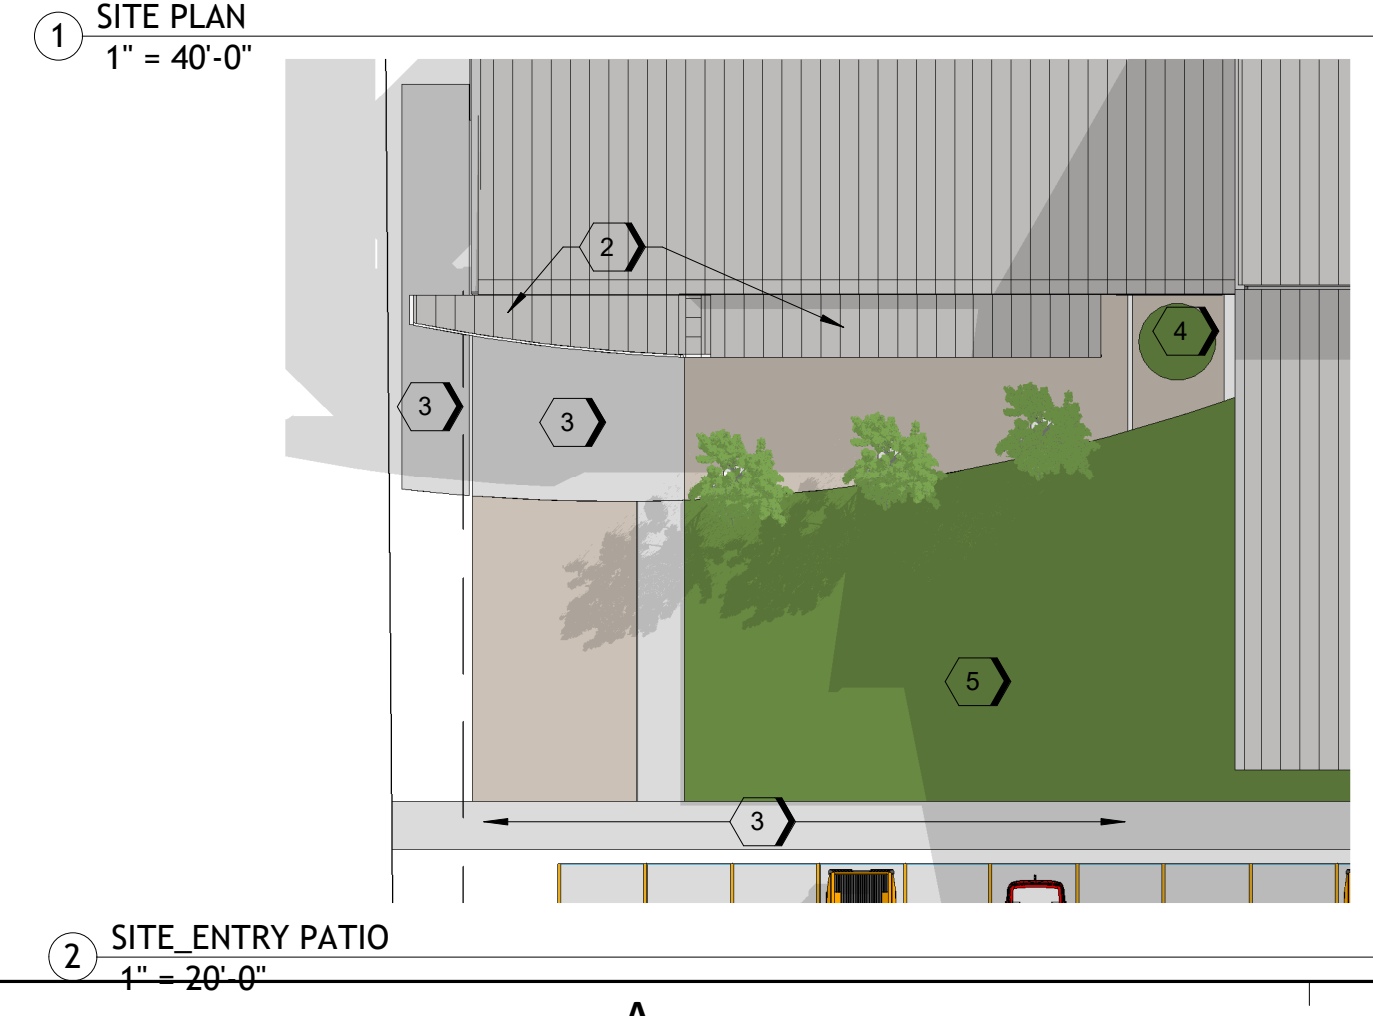 1 SITE PLAN
1" = 40'-0"
2
4
3
3
5
3
2 SITE_ENTRY PATIO
1" = 20'-0"
A